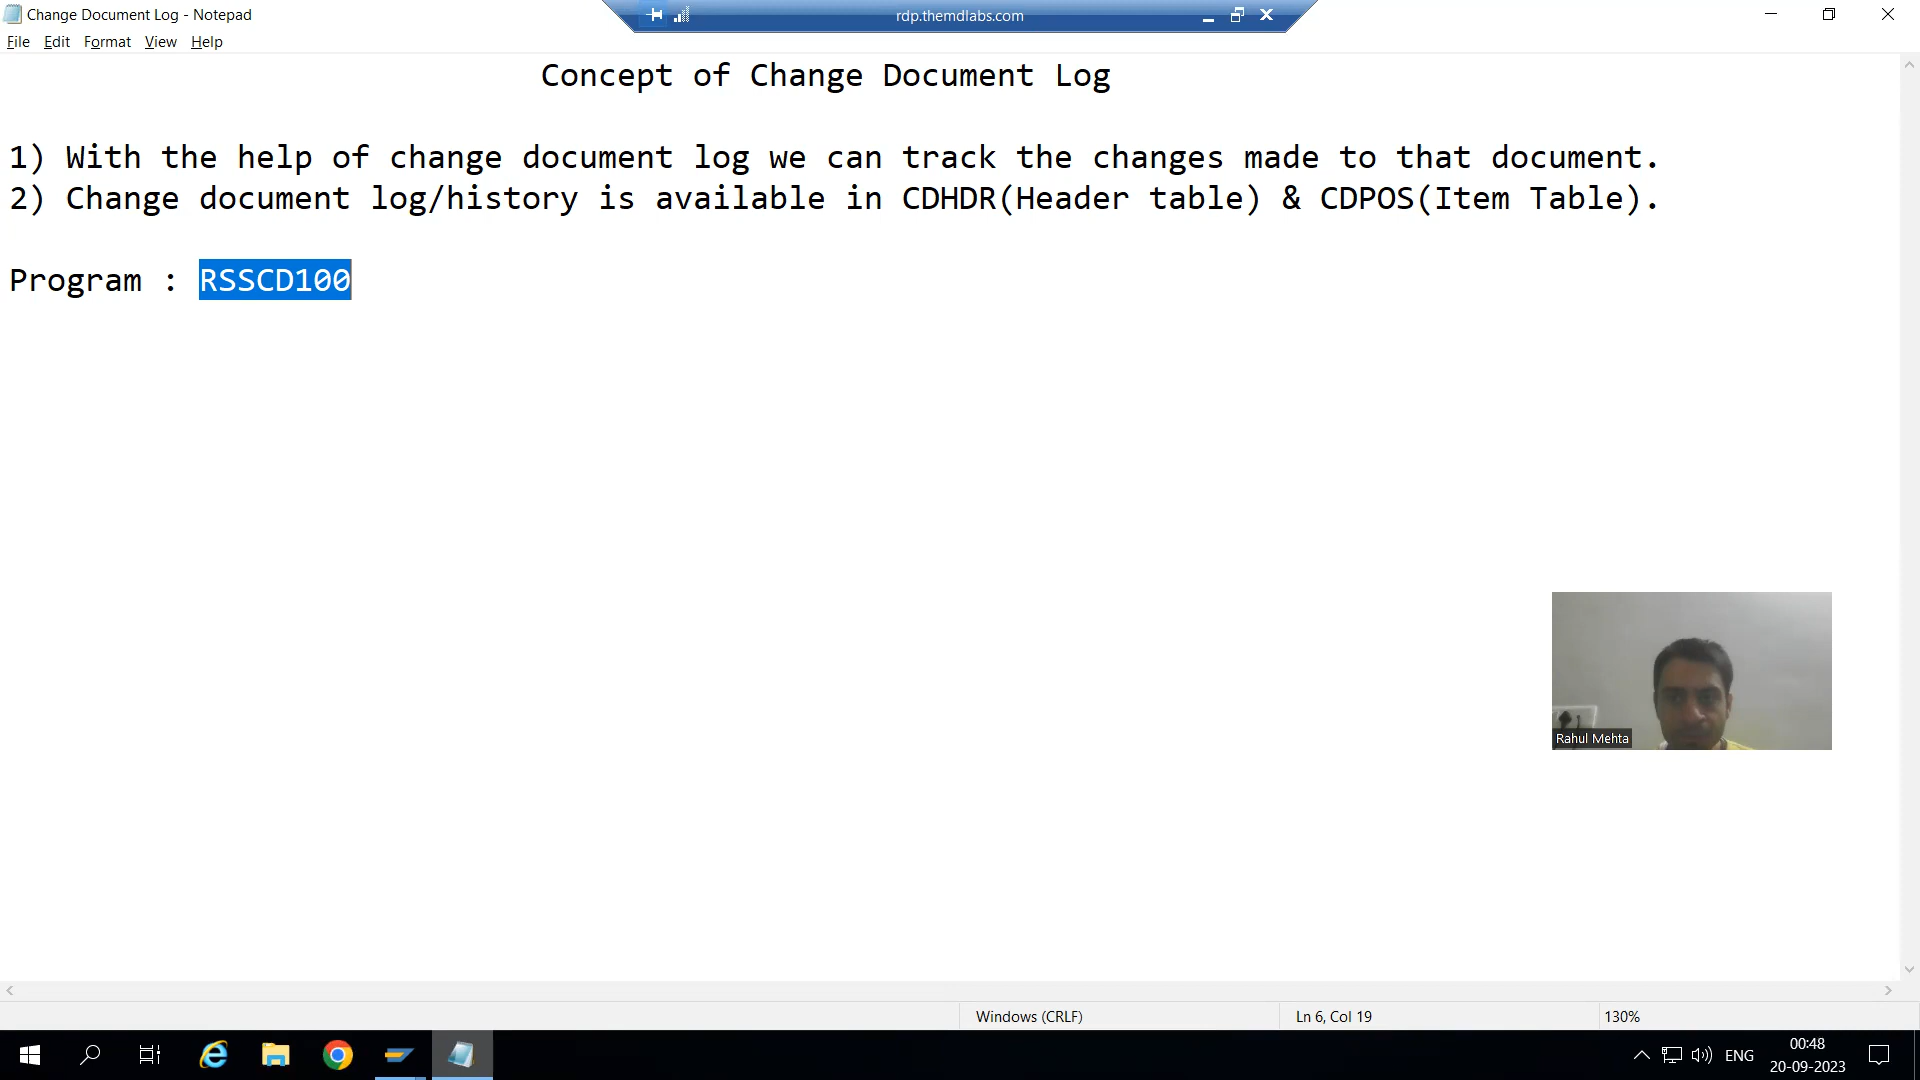 Change Document Log - Notepad
rdp.themdlabs.com
File Edit Format View Help
Concept of Change Document Log
1) With the help of change document log we can track the changes made to that document.
2) Change document log/history is available in CDHDR(Header table) & CDPOS(Item Table).
Program : RSSCD100
Rahul Mehta
Windows (CRLF)
Ln 6, Col 19
130%
ENG
00:48
20-09-2023